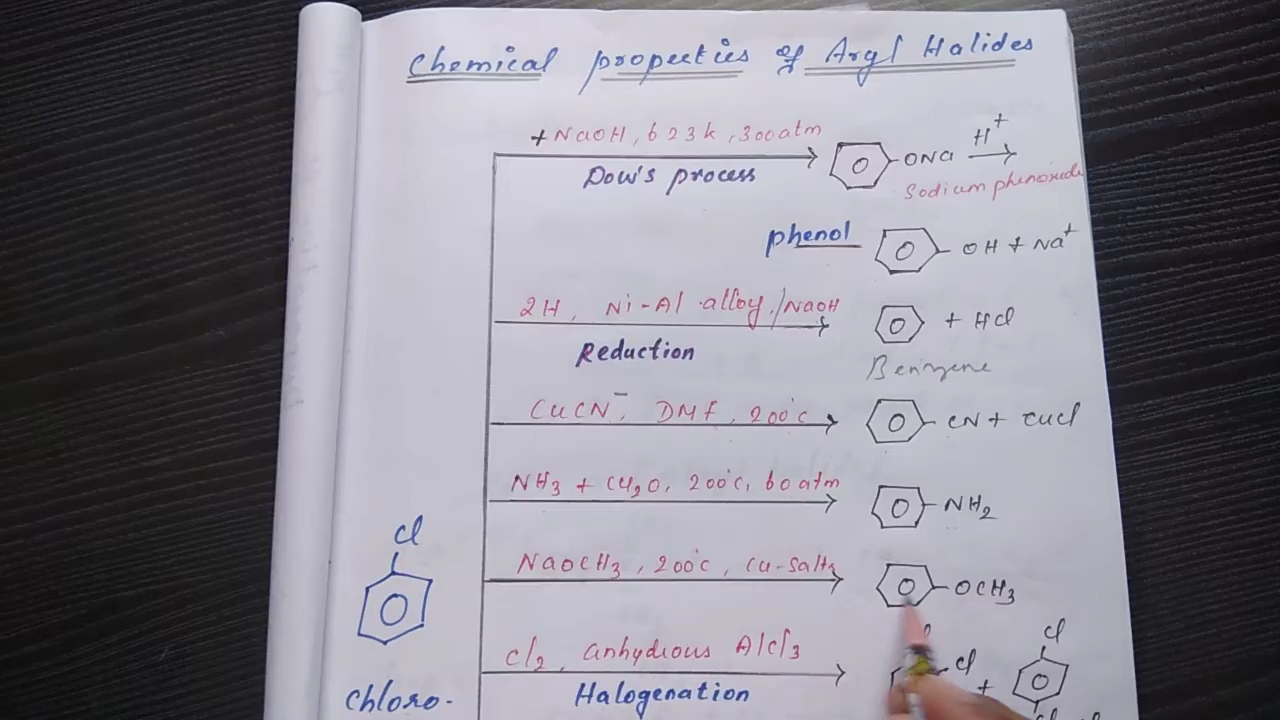 Chemical properties of Aryl Halides
+NaOH, 623k, 300atm
Dow's process
ONa
H+
Sodium phenoxide
phenol
OH + Na+
2H, Ni-Al alloy/NaOH
Reduction
+ HCl
Benzene
CuCN-, DMF, 200°C
CN + CuCl
NH3 + Cu2O, 200°C, 60atm
NH2
NaOCH3, 200°C, Cu-Salts
OCH3
Cl
Cl2, anhydrous AlCl3
Halogenation
Cl
+
Cl
Chloro-